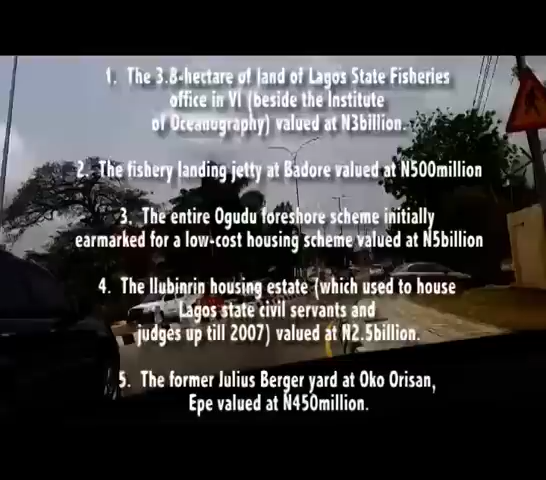 1. The 3.8-hectare of land of Lagos State Fisheries
office in VI (beside the Institute
of Oceanography) valued at N3billion.
2. The fishery landing jetty at Badore valued at N500million
3. The entire Ogudu foreshore scheme initially
earmarked for a low-cost housing scheme valued at N5billion
4. The Ilubinrin housing estate (which used to house
Lagos state civil servants and
judges up till 2007) valued at N2.5billion.
5. The former Julius Berger yard at Oko Orisan,
Epe valued at N450million.